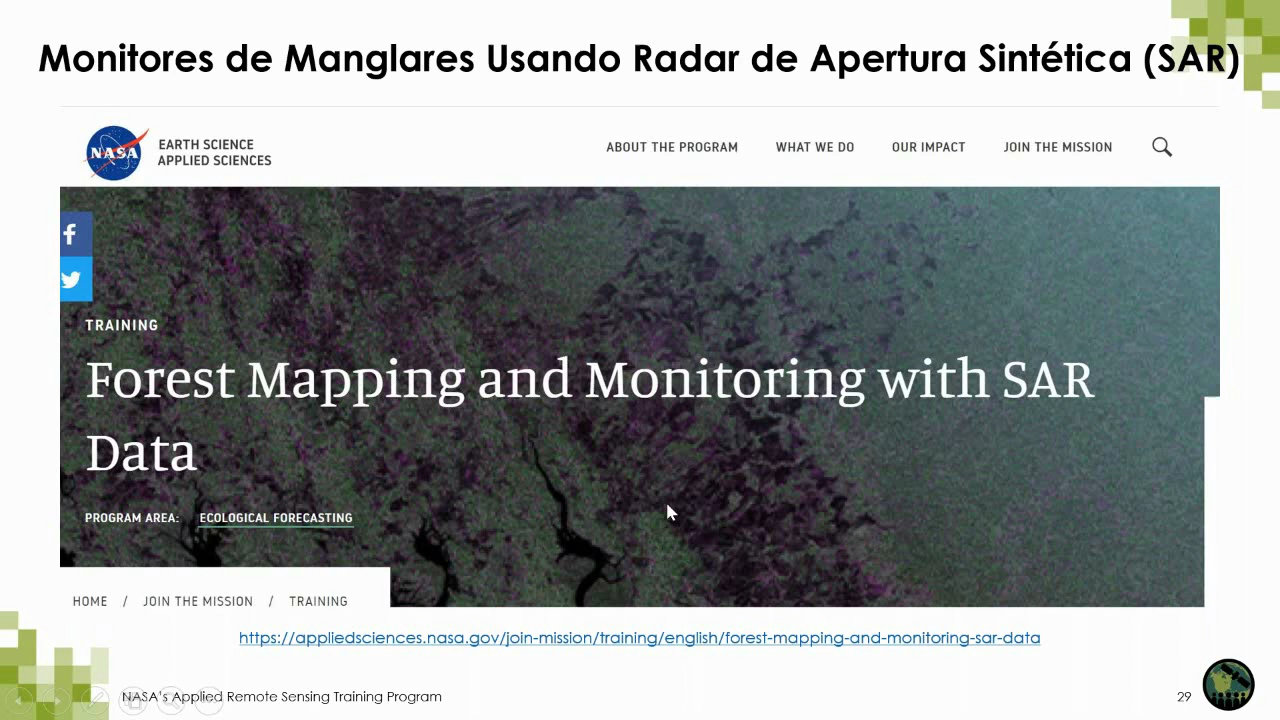 Monitores de Manglares Usando Radar de Apertura Sintética (SAR)
NASA
EARTH SCIENCE
APPLIED SCIENCES
ABOUT THE PROGRAM
WHAT WE DO
OUR IMPACT
JOIN THE MISSION
f
TRAINING
Forest Mapping and Monitoring with SAR
Data
PROGRAM AREA: ECOLOGICAL FORECASTING
HOME / JOIN THE MISSION / TRAINING
https://appliedsciences.nasa.gov/join-mission/training/english/forest-mapping-and-monitoring-sar-data
NASA's Applied Remote Sensing Training Program
29